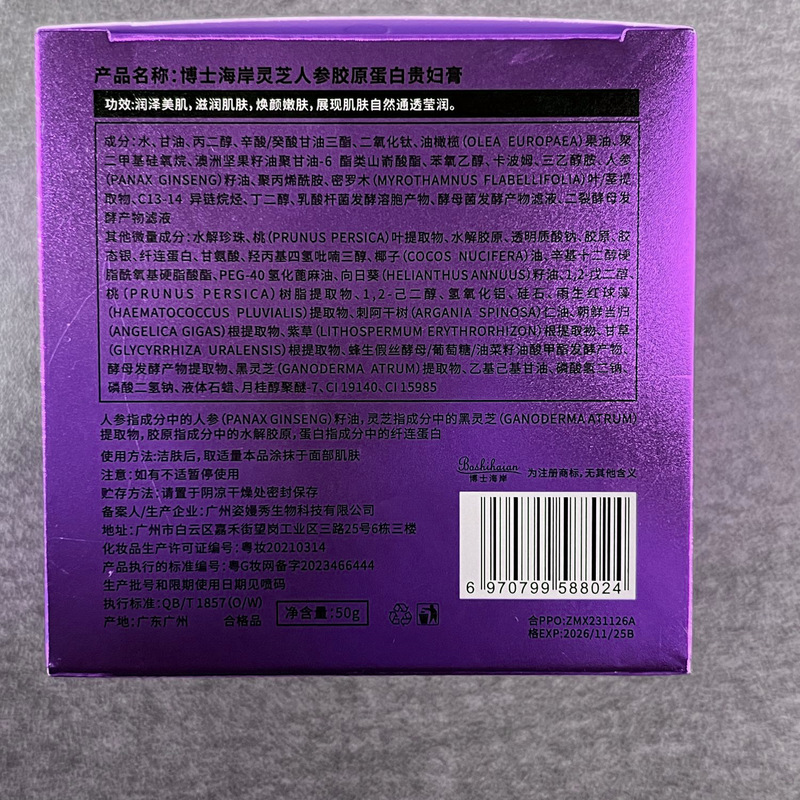 产品名称:博士海岸灵芝人参胶原蛋白贵妇膏
功效:润泽美肌,滋润肌肤,焕颜嫩肤,展现肌肤自然通透莹润。
成分:水、甘油、丙二醇、辛酸/癸酸甘油三酯、二氧化钛、油橄榄(OLEA EUROPAEA)果油、聚
二甲基硅氧烷、澳洲坚果籽油聚甘油-6 酯类山嵛酸酯、苯氧乙醇、卡波姆、三乙醇胺、人参
(PANAX GINSENG)籽油、聚丙烯酰胺、密罗木(MYROTHAMNUS FLABELLIFOLIA)叶/茎提
取物、C13-14 异链烷烃、丁二醇、乳酸杆菌发酵溶胞产物、酵母菌发酵产物滤液、二裂酵母发
酵产物滤液
其他微量成分:水解珍珠、桃(PRUNUS PERSICA)叶提取物、水解胶原、透明质酸钠、胶原、胶
态银、纤连蛋白、甘氨酸、羟丙基四氢吡喃三醇、椰子(COCOS NUCIFERA)油、辛基十二醇硬
脂酰氧基硬脂酸酯、PEG-40 氢化蓖麻油、向日葵(HELIANTHUS ANNUUS)籽油、1,2-戊二醇、
桃(PRUNUS PERSICA)树脂提取物、1,2-己二醇、氢氧化铝、硅石、雨生红球藻
(HAEMATOCOCCUS PLUVIALIS)提取物、刺阿干树(ARGANIA SPINOSA)仁油、朝鲜当归
(ANGELICA GIGAS)根提取物、紫草(LITHOSPERMUM ERYTHRORHIZON)根提取物、甘草
(GLYCYRRHIZA URALENSIS)根提取物、蜂生假丝酵母/葡萄糖/油菜籽油酸甲酯发酵产物、
酵母发酵产物提取物、黑灵芝(GANODERMA ATRUM)提取物、乙基己基甘油、磷酸氢二钠、
磷酸二氢钠、液体石蜡、月桂醇聚醚-7、CI 19140、CI 15985
人参指成分中的人参(PANAX GINSENG)籽油,灵芝指成分中的黑灵芝(GANODERMA ATRUM)
提取物,胶原指成分中的水解胶原,蛋白指成分中的纤连蛋白
使用方法:洁肤后,取适量本品涂抹于面部肌肤
注意:如有不适暂停使用
贮存方法:请置于阴凉干燥处密封保存
备案人/生产企业:广州姿嫚秀生物科技有限公司
地址:广州市白云区嘉禾街望岗工业区三路25号6栋三楼
化妆品生产许可证编号:粤妆20210314
产品执行的标准编号:粤G妆网备字2023466444
生产批号和限期使用日期见喷码
执行标准:QB/T 1857(O/W)
净含量:50g
产地:广东广州 合格品
Boshihaian
博士海岸
为注册商标,无其他含义
6 970799 588024
合PPO:ZMX231126A
格EXP:2026/11/25B